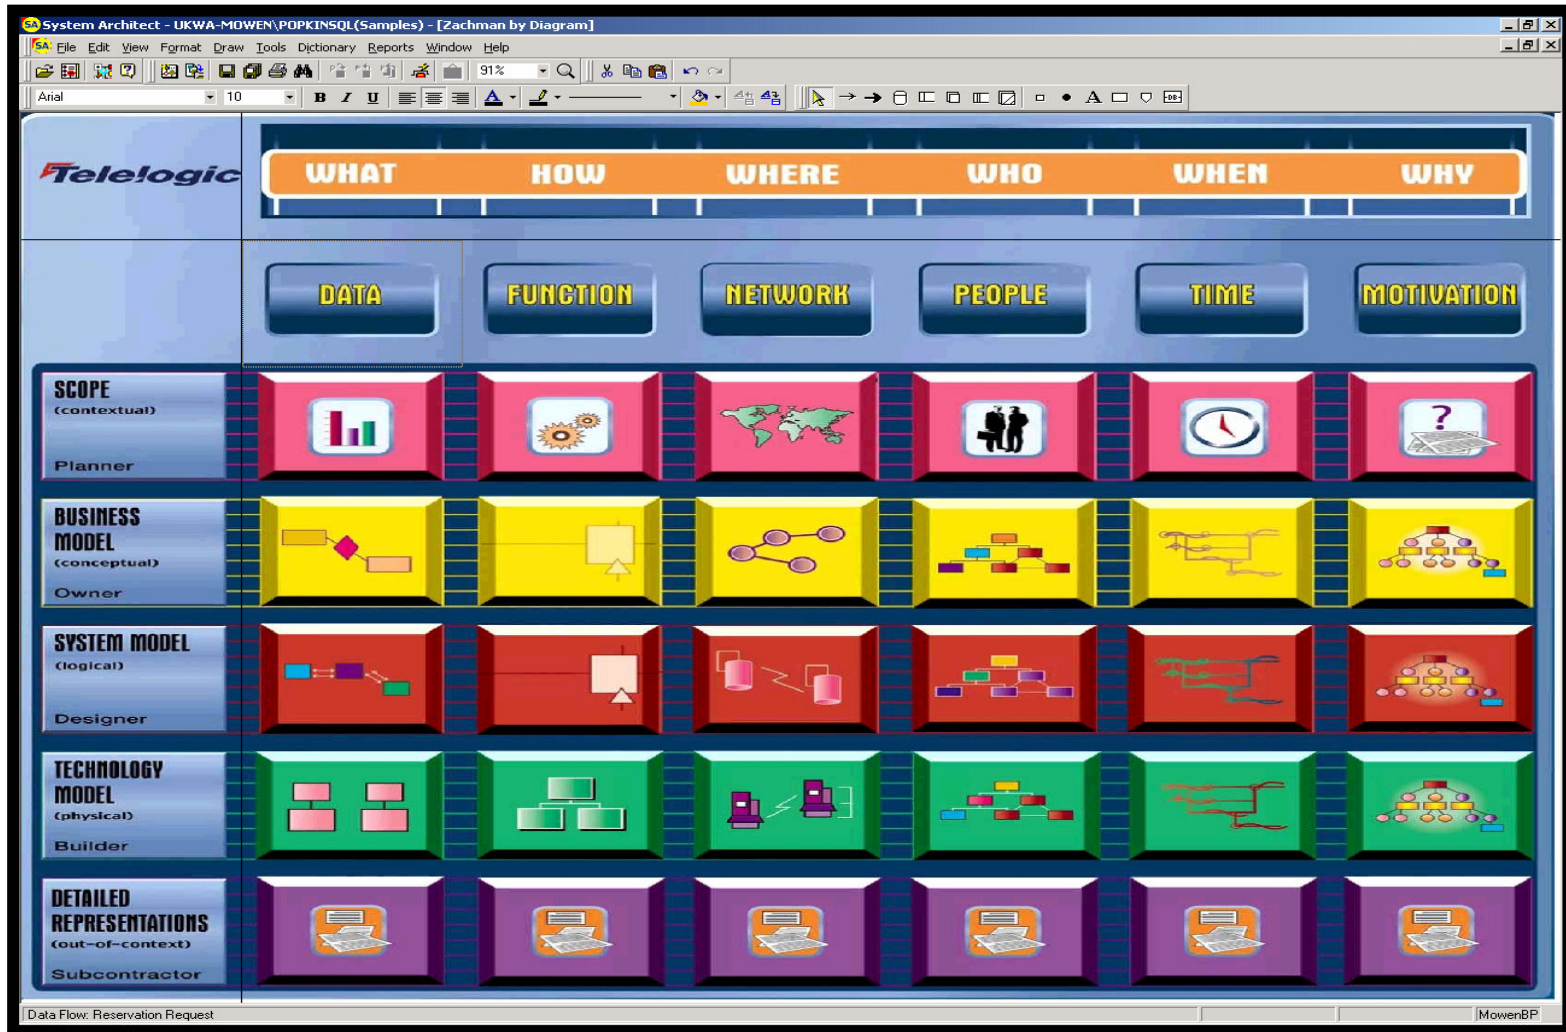 System Architect - UKWA-MOWEN\POPKINSQL(Samples) - [Zachman by Diagram]
File Edit View Format Draw Tools Dictionary Reports Window Help
91%
Arial 10 B I U A A DB
Telelogic
WHAT HOW WHERE WHO WHEN WHY
DATA FUNCTION NETWORK PEOPLE TIME MOTIVATION
SCOPE
(contextual)
Planner
?
BUSINESS
MODEL
(conceptual)
Owner
SYSTEM MODEL
(logical)
Designer
TECHNOLOGY
MODEL
(physical)
Builder
DETAILED
REPRESENTATIONS
(out-of-context)
Subcontractor
Data Flow: Reservation Request MowenBP